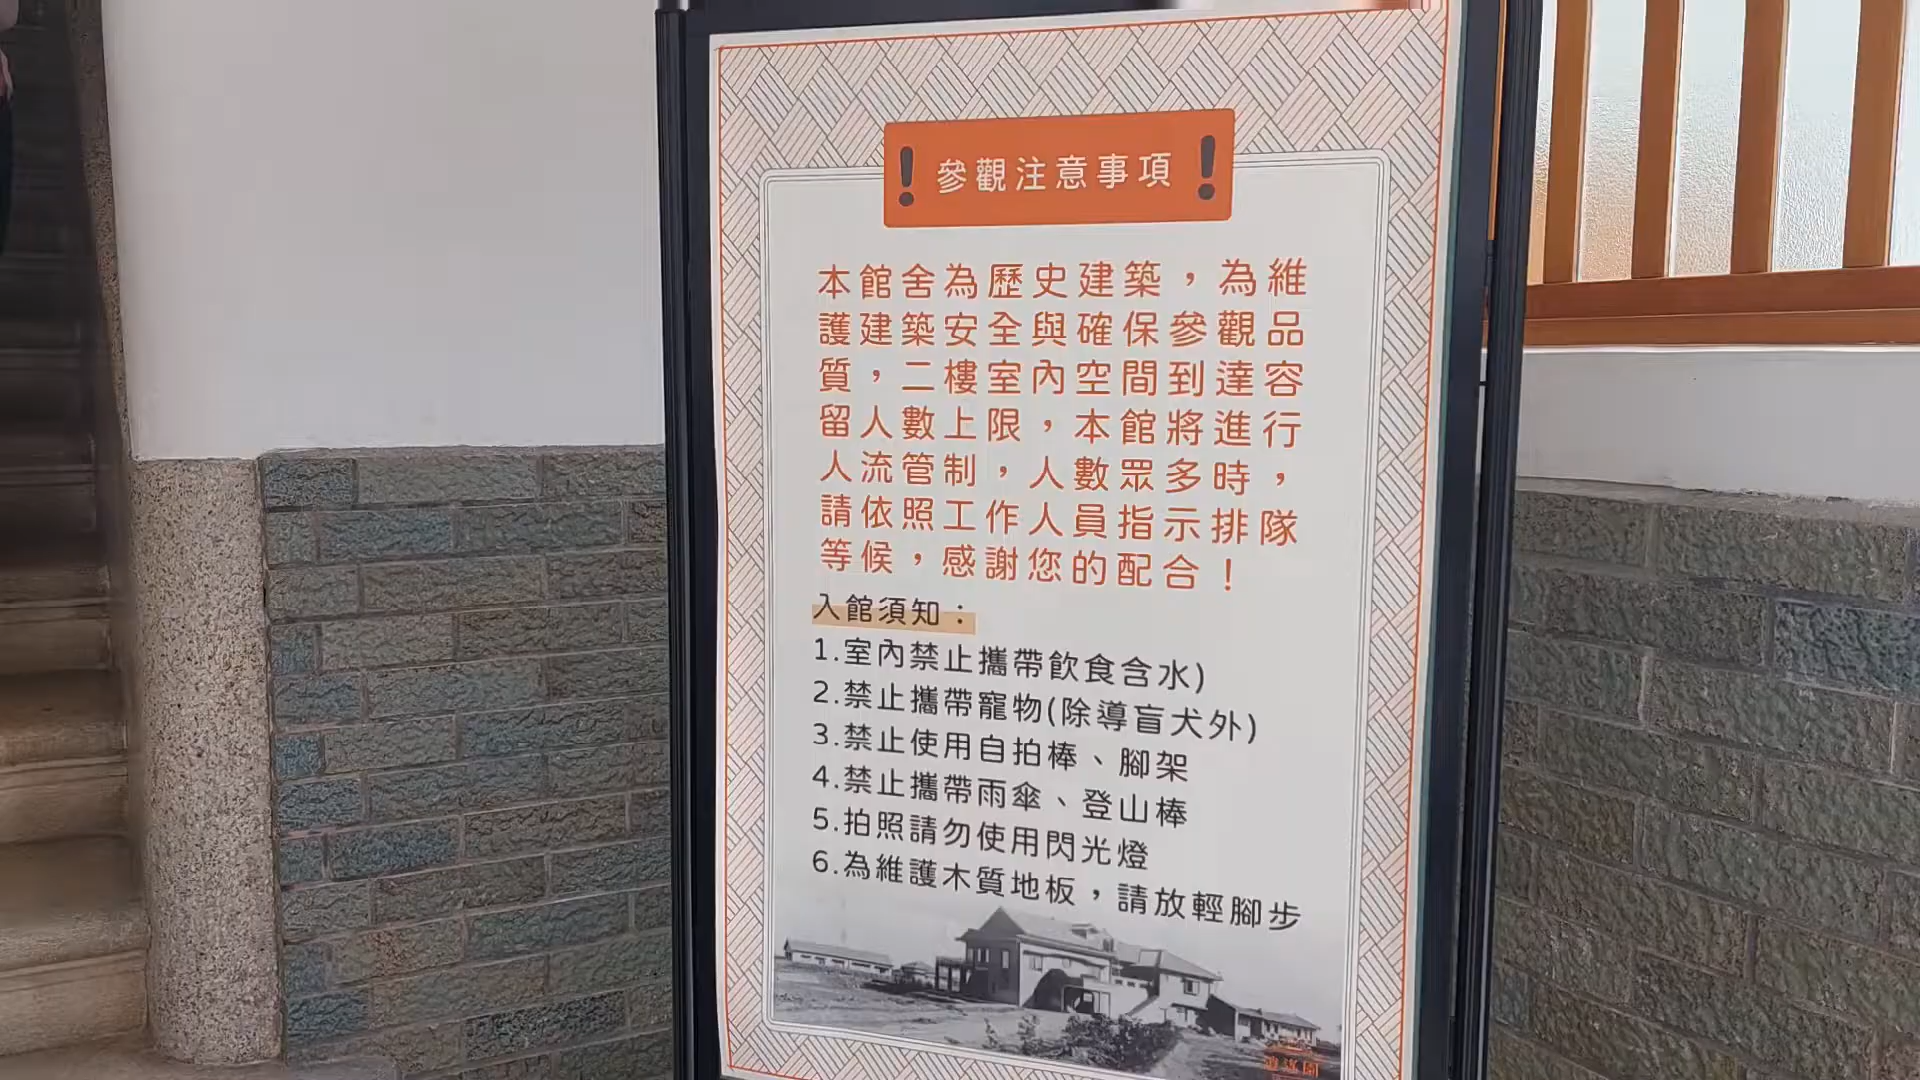 ! 參觀注意事項 !
本館舍為歷史建築，為維
護建築安全與確保參觀品
質，二樓室內空間到達容
留人數上限，本館將進行
人流管制，人數眾多時，
請依照工作人員指示排隊
等候，感謝您的配合！
入館須知：
1.室內禁止攜帶飲食含水)
2.禁止攜帶寵物(除導盲犬外)
3.禁止使用自拍棒、腳架
4.禁止攜帶雨傘、登山棒
5.拍照請勿使用閃光燈
6.為維護木質地板，請放輕腳步